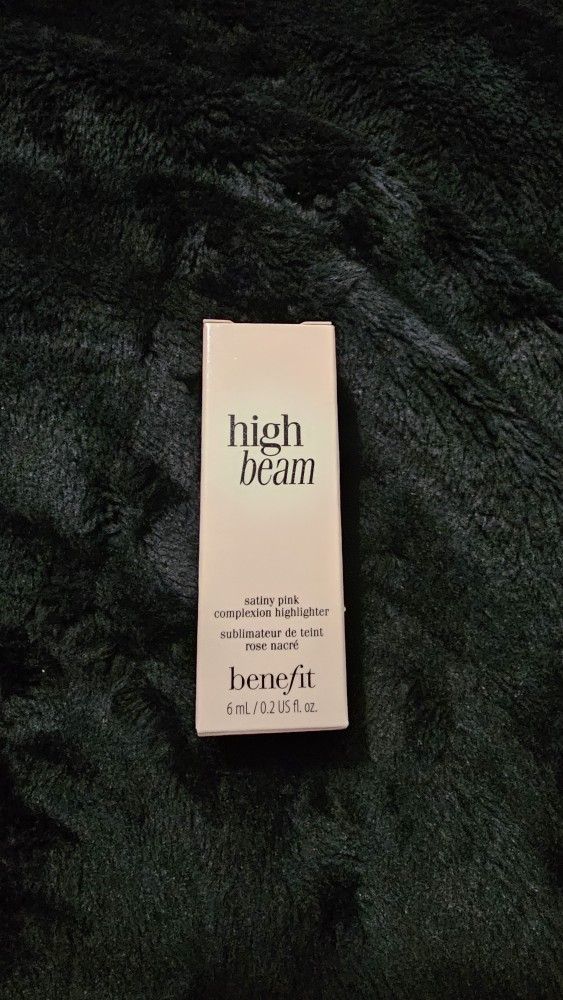 high
beam
satiny pink
complexion highlighter
sublimateur de teint
rose nacré
benefit
6 mL / 0.2 US fl. oz.